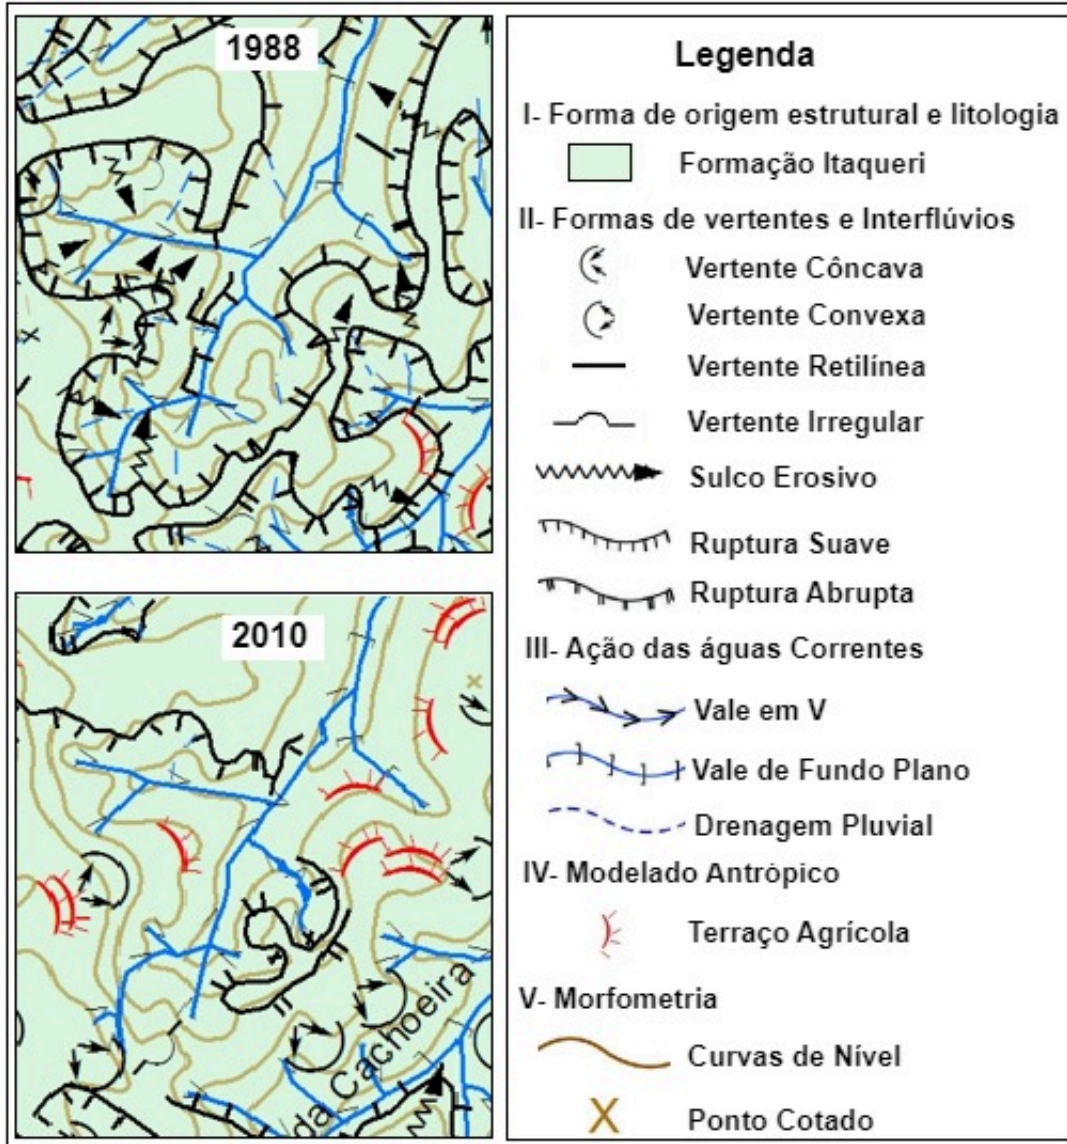 1988
2010
da Cachoeira
Legenda
I- Forma de origem estrutural e litologia
Formação Itaqueri
II- Formas de vertentes e Interflúvios
Vertente Côncava
Vertente Convexa
Vertente Retilínea
Vertente Irregular
Sulco Erosivo
Ruptura Suave
Ruptura Abrupta
III- Ação das águas Correntes
Vale em V
Vale de Fundo Plano
Drenagem Pluvial
IV- Modelado Antrópico
Terraço Agrícola
V- Morfometria
Curvas de Nível
Ponto Cotado